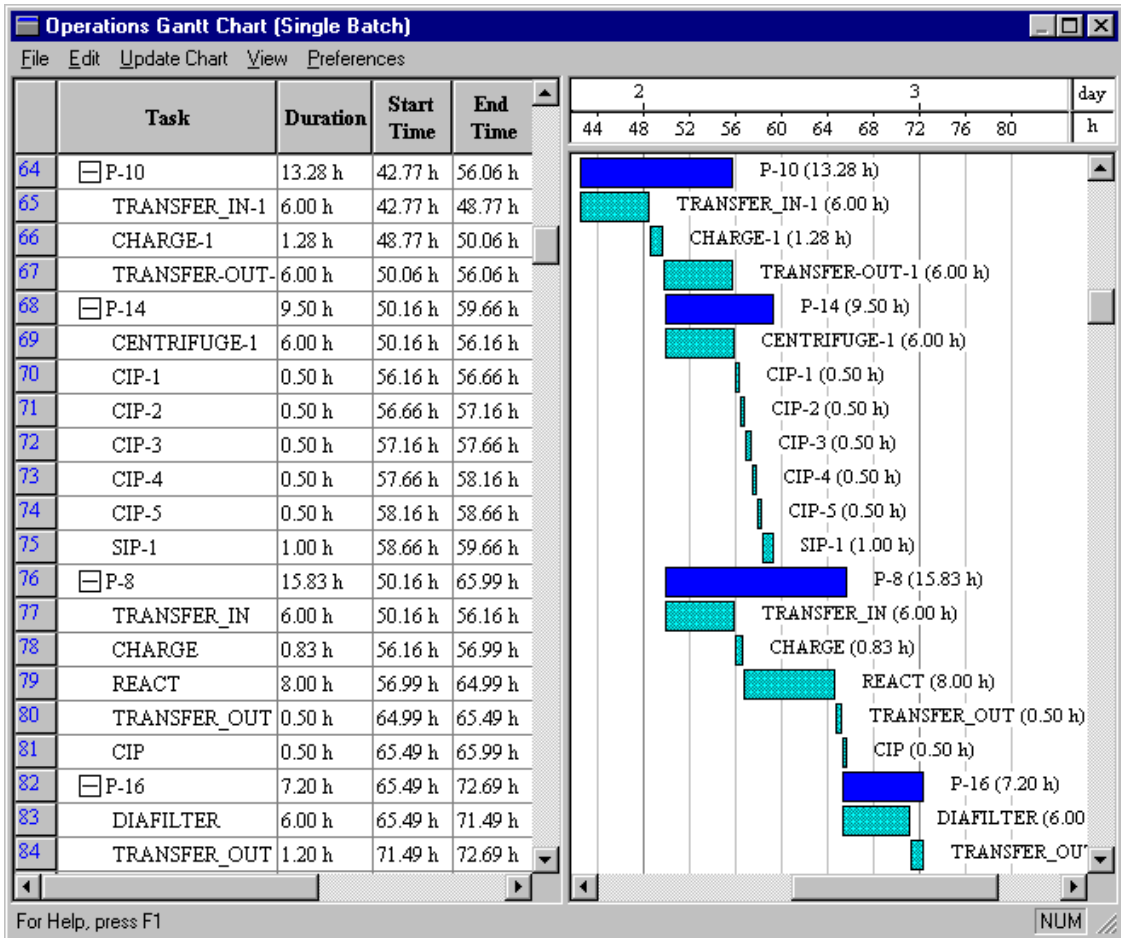 Operations Gantt Chart (Single Batch)
File Edit Update Chart View Preferences
Task Duration Start Time End Time
2 3 day
44 48 52 56 60 64 68 72 76 80 h
64 P-10 13.28 h 42.77 h 56.06 h P-10 (13.28 h)
65 TRANSFER_IN-1 6.00 h 42.77 h 48.77 h TRANSFER_IN-1 (6.00 h)
66 CHARGE-1 1.28 h 48.77 h 50.06 h CHARGE-1 (1.28 h)
67 TRANSFER-OUT- 6.00 h 50.06 h 56.06 h TRANSFER-OUT-1 (6.00 h)
68 P-14 9.50 h 50.16 h 59.66 h P-14 (9.50 h)
69 CENTRIFUGE-1 6.00 h 50.16 h 56.16 h CENTRIFUGE-1 (6.00 h)
70 CIP-1 0.50 h 56.16 h 56.66 h CIP-1 (0.50 h)
71 CIP-2 0.50 h 56.66 h 57.16 h CIP-2 (0.50 h)
72 CIP-3 0.50 h 57.16 h 57.66 h CIP-3 (0.50 h)
73 CIP-4 0.50 h 57.66 h 58.16 h CIP-4 (0.50 h)
74 CIP-5 0.50 h 58.16 h 58.66 h CIP-5 (0.50 h)
75 SIP-1 1.00 h 58.66 h 59.66 h SIP-1 (1.00 h)
76 P-8 15.83 h 50.16 h 65.99 h P-8 (15.83 h)
77 TRANSFER_IN 6.00 h 50.16 h 56.16 h TRANSFER_IN (6.00 h)
78 CHARGE 0.83 h 56.16 h 56.99 h CHARGE (0.83 h)
79 REACT 8.00 h 56.99 h 64.99 h REACT (8.00 h)
80 TRANSFER_OUT 0.50 h 64.99 h 65.49 h TRANSFER_OUT (0.50 h)
81 CIP 0.50 h 65.49 h 65.99 h CIP (0.50 h)
82 P-16 7.20 h 65.49 h 72.69 h P-16 (7.20 h)
83 DIAFILTER 6.00 h 65.49 h 71.49 h DIAFILTER (6.00
84 TRANSFER_OUT 1.20 h 71.49 h 72.69 h TRANSFER_OUT
For Help, press F1 NUM